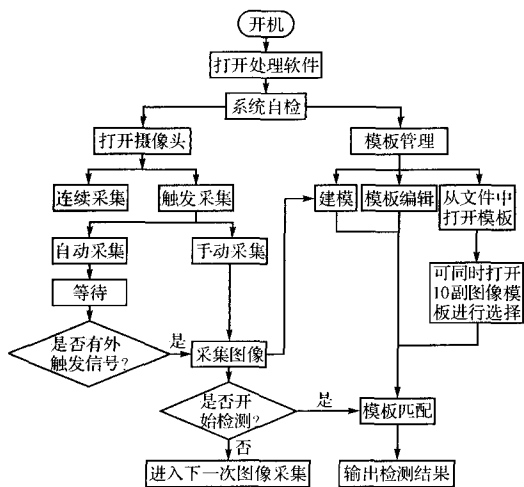 开机
打开处理软件
系统自检
打开摄像头
模板管理
连续采集
触发采集
建模
模板编辑
从文件中
打开模板
自动采集
手动采集
等待
可同时打开
10副图像模
板进行选择
是否有外
触发信号?
是
采集图像
是否开
始检测?
是
模板匹配
否
进入下一次图像采集
输出检测结果